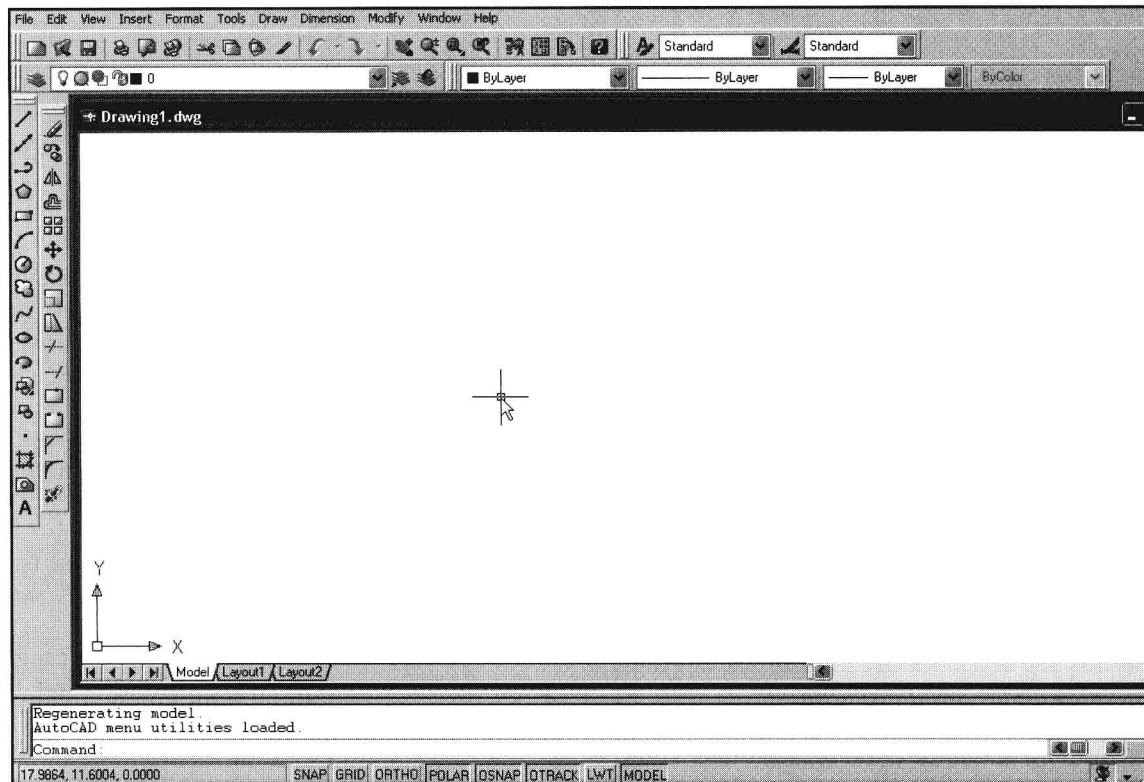 File Edit View Insert Format Tools Draw Dimension Modify Window Help
Standard Standard
0 ByLayer ByLayer ByLayer ByColor
Drawing1.dwg
A
Y
X
Model Layout1 Layout2
Regenerating model.
AutoCAD menu utilities loaded.
Command:
17.9864, 11.6004, 0.0000 SNAP GRID ORTHO POLAR OSNAP OTRACK LWT MODEL